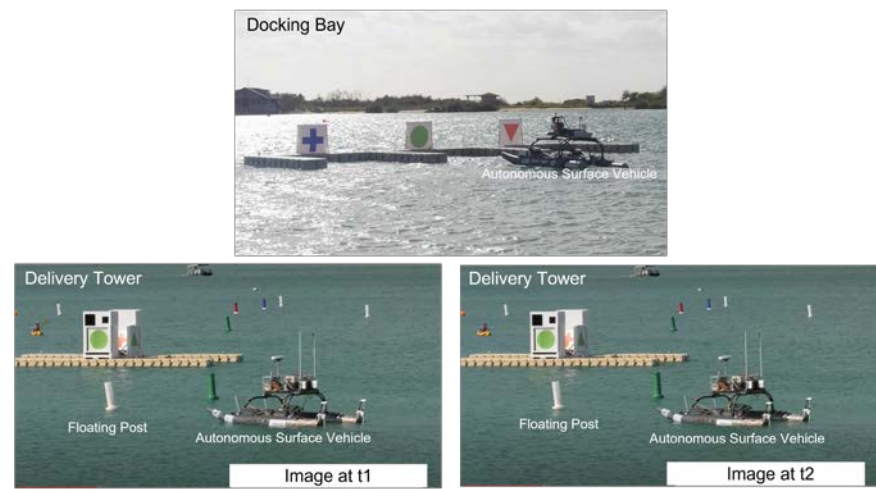 Docking Bay
Autonomous Surface Vehicle
Delivery Tower
Floating Post
Autonomous Surface Vehicle
Image at t1
Delivery Tower
Floating Post
Autonomous Surface Vehicle
Image at t2